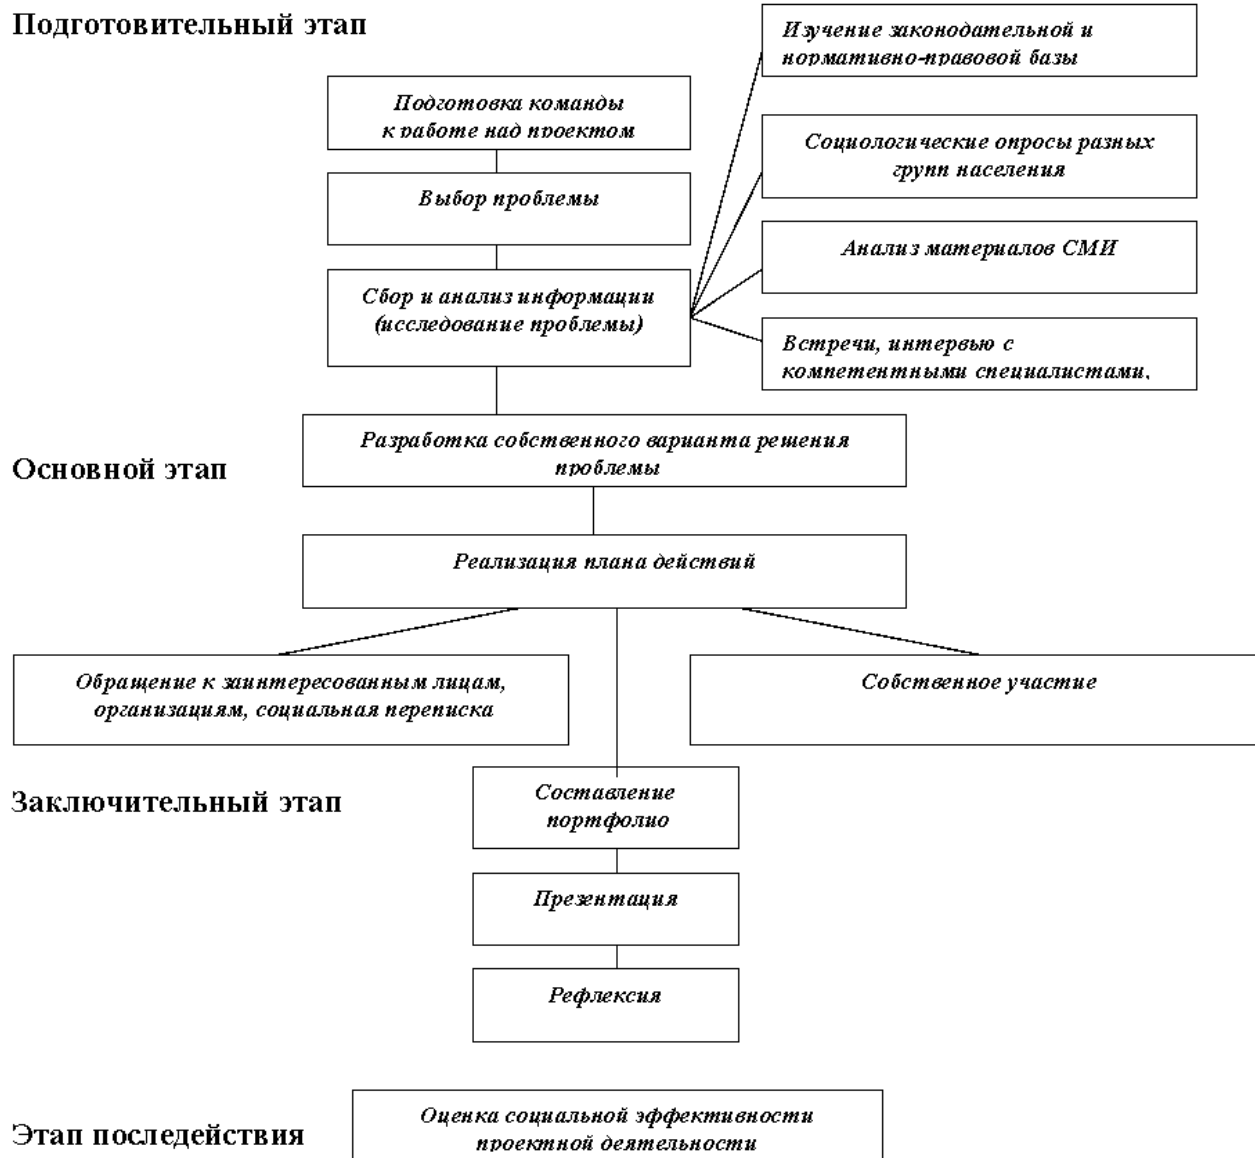 Подготовительный этап
Изучение законодательной и
нормативно-правовой базы
Подготовка команды
к работе над проектом
Социологические опросы разных
групп населения
Выбор проблемы
Анализ материалов СМИ
Сбор и анализ информации
(исследование проблемы)
Встречи, интервью с
компетентными специалистами,
Разработка собственного варианта решения
проблемы
Основной этап
Реализация плана действий
Обращение к заинтересованным лицам,
организациям, социальная переписка
Собственное участие
Заключительный этап
Составление
портфолио
Презентация
Рефлексия
Этап последействия
Оценка социальной эффективности
проектной деятельности